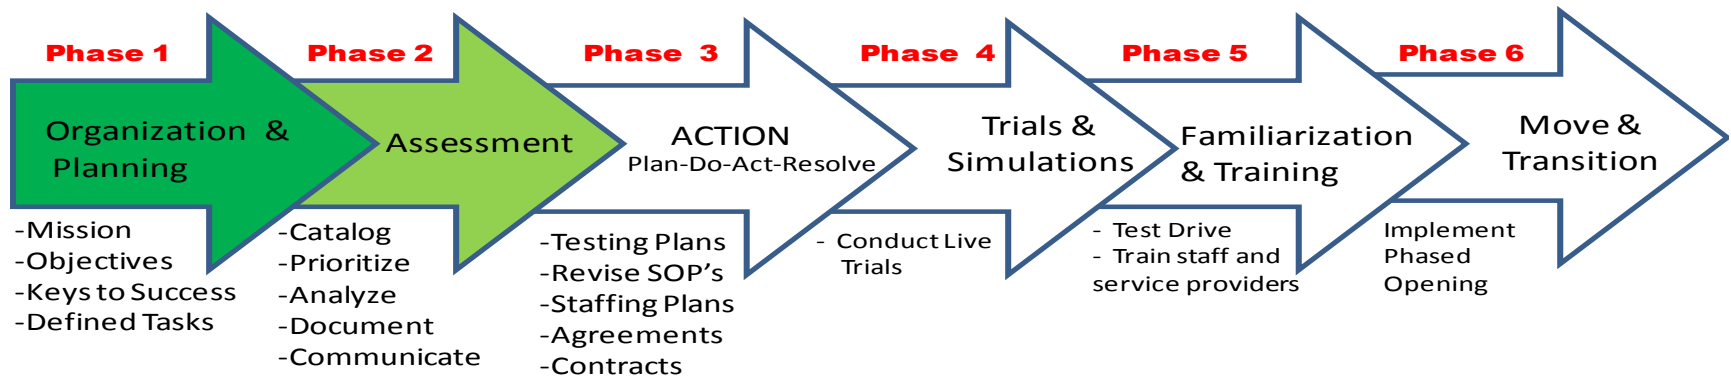 Phase 1
Organization &
Planning
-Mission
-Objectives
-Keys to Success
-Defined Tasks
Phase 2
Assessment
-Catalog
-Prioritize
-Analyze
-Document
-Communicate
Phase 3
ACTION
Plan-Do-Act-Resolve
-Testing Plans
-Revise SOP's
-Staffing Plans
-Agreements
-Contracts
Phase 4
Trials &
Simulations
- Conduct Live
Trials
Phase 5
Familiarization
& Training
- Test Drive
- Train staff and
service providers
Phase 6
Move &
Transition
Implement
Phased
Opening